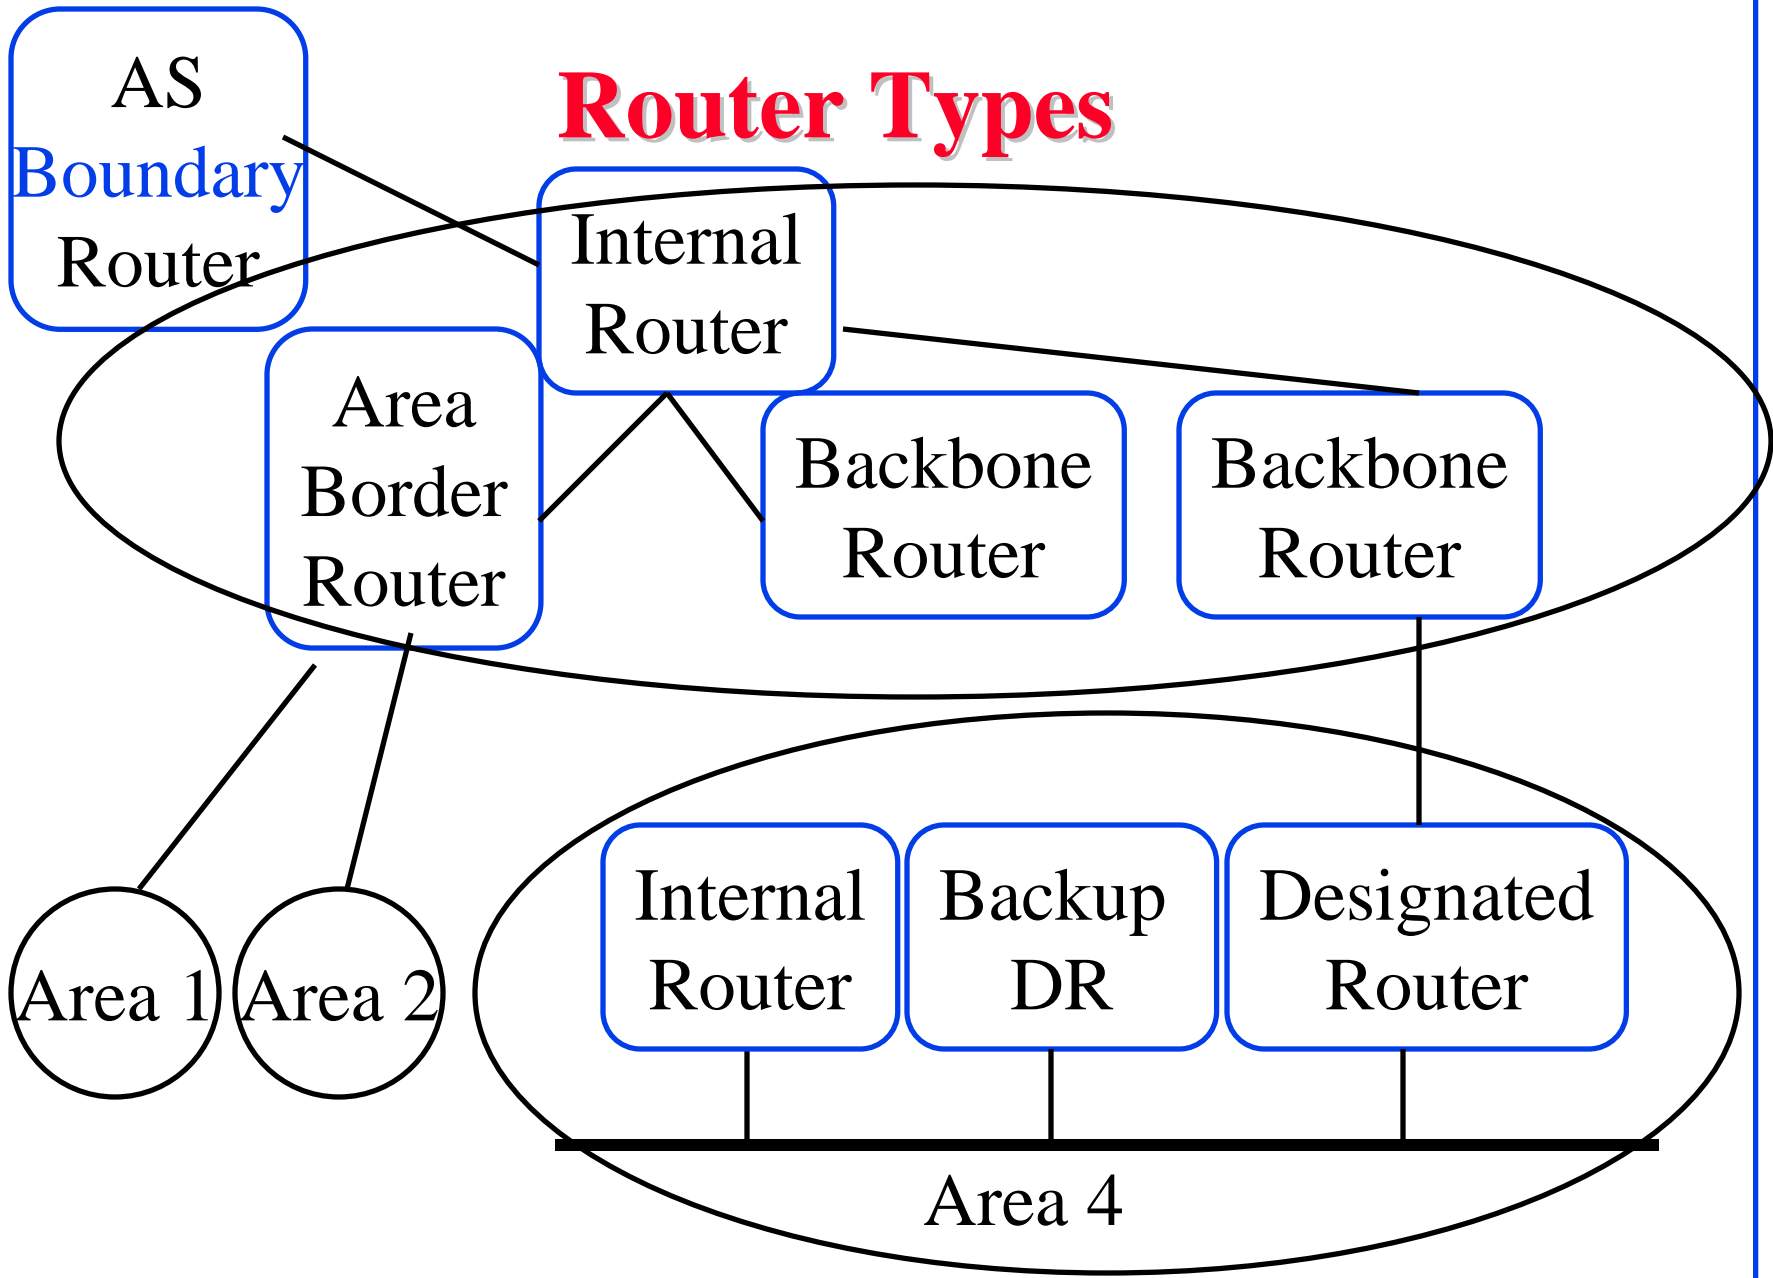 AS
Boundary
Router
Router Types
Internal
Router
Area
Border
Router
Backbone
Router
Backbone
Router
Area 1
Area 2
Internal
Router
Backup
DR
Designated
Router
Area 4